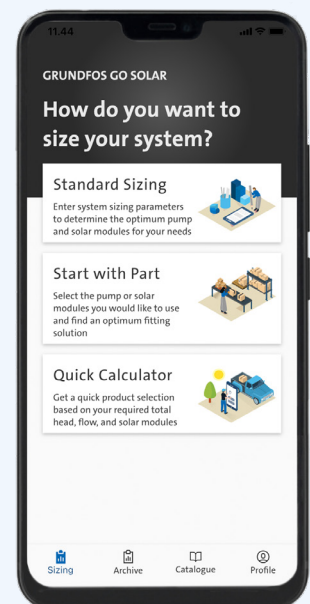 11.44
GRUNDFOS GO SOLAR
How do you want to
size your system?
Standard Sizing
Enter system sizing parameters
to determine the optimum pump
and solar modules for your needs
Start with Part
Select the pump or solar
modules you would like to use
and find an optimum fitting
solution
Quick Calculator
Get a quick product selection
based on your required total
head, flow, and solar modules
Sizing
Archive
Catalogue
Profile